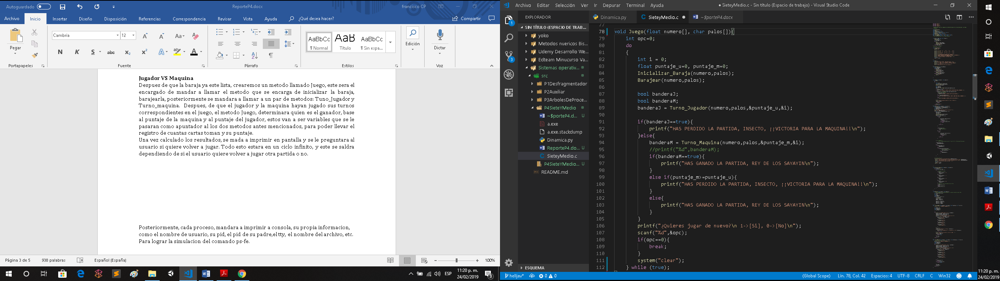 Autoguardado
ReporteP4.docx
francisco CP
Archivo Inicio Insertar Diseño Disposición Referencias Correspondencia Revisar Vista Ayuda ¿Qué desea hacer? Compartir
Pegar
Portapapeles
Cambria 12
Aa
N K S abc x₂ x² A ab A
Fuente
Párrafo
AaBbCc AaB AaBbCc
¶ Normal Título ¶ Sin espa...
Estilos
Edición
Dictar
Voz
Jugador VS Maquina
Despues de que la baraja ya este lista, crearemos un metodo llamado Juego, este sera el
encargado de mandar a llamar el metodo que se encarga de inicializar la baraja,
barajearla, posteriormente se mandara a llamar a un par de metodos: Tuno_Jugador y
Turno_maquina. Despues, de que el jugador y la maquina hayan jugado sus turnos
correspondientes en el juego, el metodo Juego, determinara quien es el ganador, base
al puntaje de la maquina y al puntaje del jugador, estos van a ser variables que se le
pasaran como apuntador al los dos metodos antes mencionados, para poder llevar el
registro de cuantas cartas toman y su puntaje.
Una vez calculado los resultados, se mada a imprimir en pantalla y se le preguntara al
usuario si quiere volver a jugar. Todo esto estara en un ciclo infinito, y este se saldra
dependiendo de si el usuario quiere volver a jugar otra partida o no.
Posteriormente, cada proceso, mandara a imprimir a consola, su propia informacion,
como el nombre de usuario, su pid, el pid de su padre,el tty, el nombre del archivo, etc.
Para lograr la simulacion del comando ps-fe.
Página 3 de 5 938 palabras Español (España) 100%
ESP
11:20 p. m.
24/02/2019
3
Archivo Editar Selección Ver Ir Depurar Terminal Ayuda
● SieteyMedio.c - Sin título (Espacio de trabajo) - Visual Studio Code
1
3
EXPLORADOR
SIN TÍTULO (ESPACIO DE TRAB...
yoko
Metodos nuericos Bis...
Udemy Desarrollo We...
Edteam Minucurso Va...
Sistemas operativ...
src
P1Desfragmentador
P2Auxiliar
P3ArbolesDeProce...
P4SieteYMedio
~$porteP4.d... U
a.exe
a.exe.stackdump
Dinamica.py
ReporteP4.do... U
SieteyMedio.c
P4SieteYMedio... U
README.md
ESQUEMA
Dinamica.py
C SieteyMedio.c ●
~$porteP4.docx
77
78 void Juego(float numero[], char palos[]){
79 int opc=0;
80 do
81 {
82 int i = 0;
83 float puntaje_u=0, puntaje_m=0;
84 Inicializar_Baraja(numero,palos);
85 Barajear(numero,palos);
86
87 bool banderaJ;
88 bool banderaM;
89 banderaJ = Turno_Jugador(numero,palos,&puntaje_u,&i);
90
91 if(banderaJ==true){
92 printf("HAS PERDIDO LA PARTIDA, INSECTO, ¡¡VICTORIA PARA LA MAQUINA!!\n");
93 }else{
94 banderaM = Turno_Maquina(numero,palos,&puntaje_m,&i);
95 //printf("%d",banderaM);
96 if(banderaM==true){
97 printf("HAS GANADO LA PARTIDA, REY DE LOS SAYAYIN\n");
98 }
99 else if(puntaje_m>=puntaje_u){
100 printf("HAS PERDIDO LA PARTIDA, INSECTO, ¡¡VICTORIA PARA LA MAQUINA!!\n");
101 }
102 else{
103 printf("HAS GANADO LA PARTIDA, REY DE LOS SAYAYIN\n");
104 }
105 }
106 printf("¿Quieres jugar de nuevo?\n 1->[Si], 0->[No]\n");
107 scanf("%d",&opc);
108 if(opc==0){
109 break;
110 }
111 system("clear");
112 } while (true);
helljav* 0 0 (Global Scope) Lín. 78, Col. 42 Espacios: 4 UTF-8 CRLF C Win32
11:20 p. m.
24/02/2019